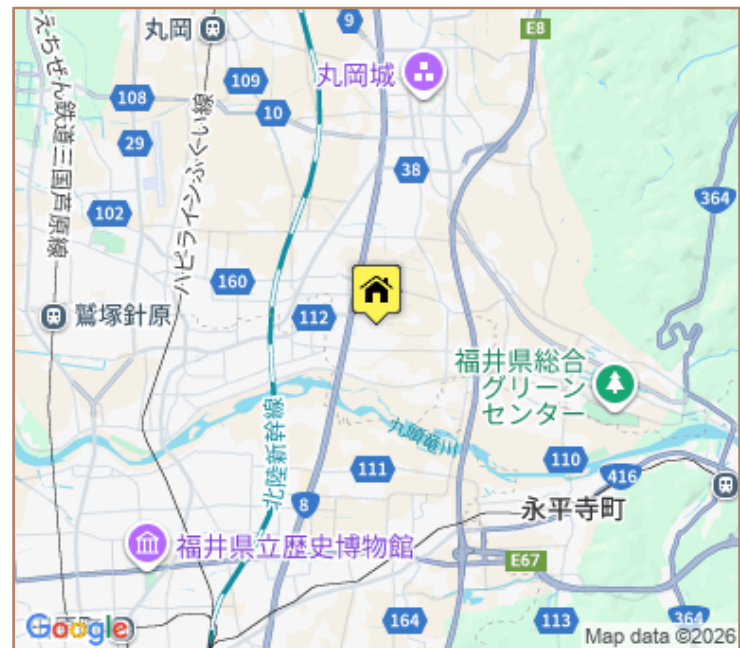 丸岡
9
E8
丸岡城
109
108
10
29
38
364
102
えちぜん鉄道三国芦原線
ハピラインふくい線
160
鷲塚針原
112
福井県総合
グリーン
センター
九頭竜川
北陸新幹線
111
110
416
8
永平寺町
福井県立歴史博物館
E67
364
164
113
Google
Map data ©2026